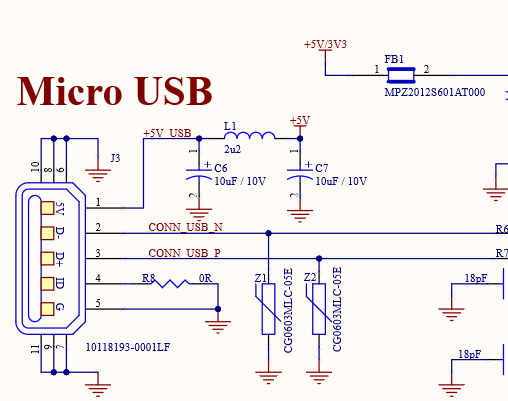 +5V/3V3
FB1
1 2
MPZ2012S601AT000
Micro USB
+5V_USB
L1
2u2
+5V
10 8 6
J3
1 + C6
10uF / 10V
2
1 + C7
10uF / 10V
2
5V 1
D- 2 CONN_USB_N R6
D+ 3 CONN_USB_P R7
ID 4 R8 0R
G 5
Z1 CG0603MLC-05E
Z2 CG0603MLC-05E
18pF
11 9 7
10118193-0001LF
18pF